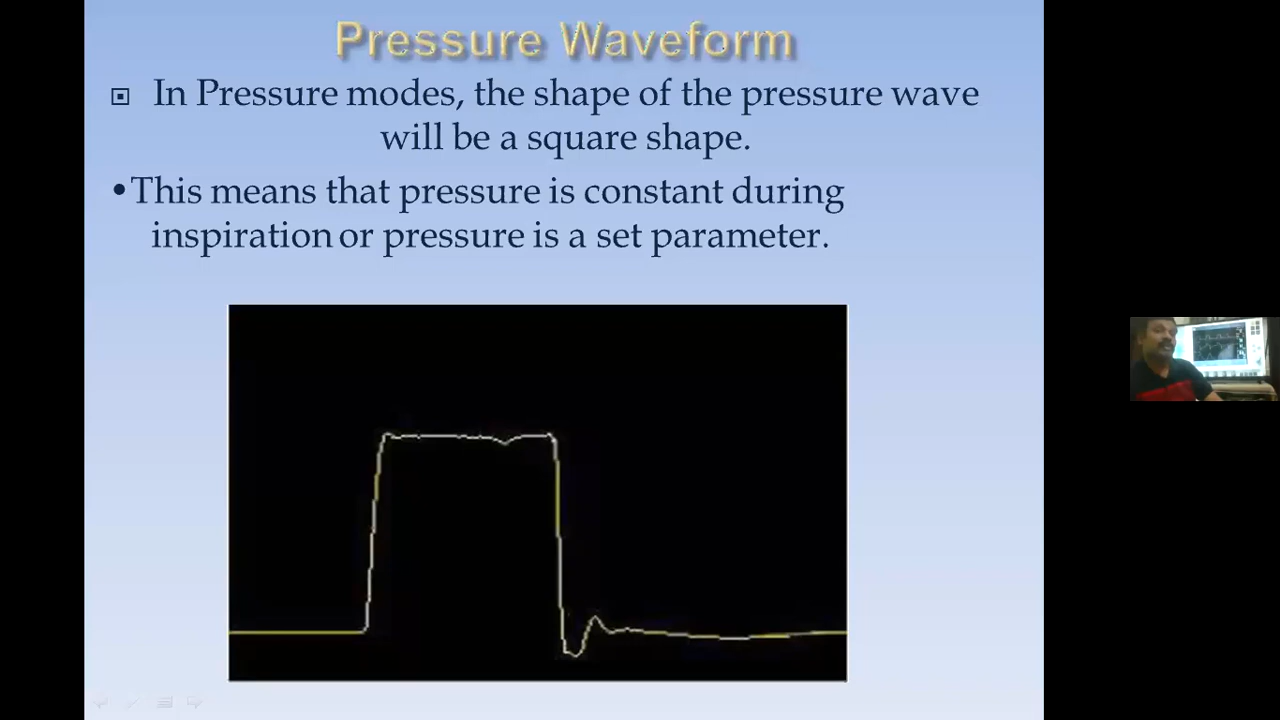 Pressure Waveform
In Pressure modes, the shape of the pressure wave
will be a square shape.
•This means that pressure is constant during
inspiration or pressure is a set parameter.